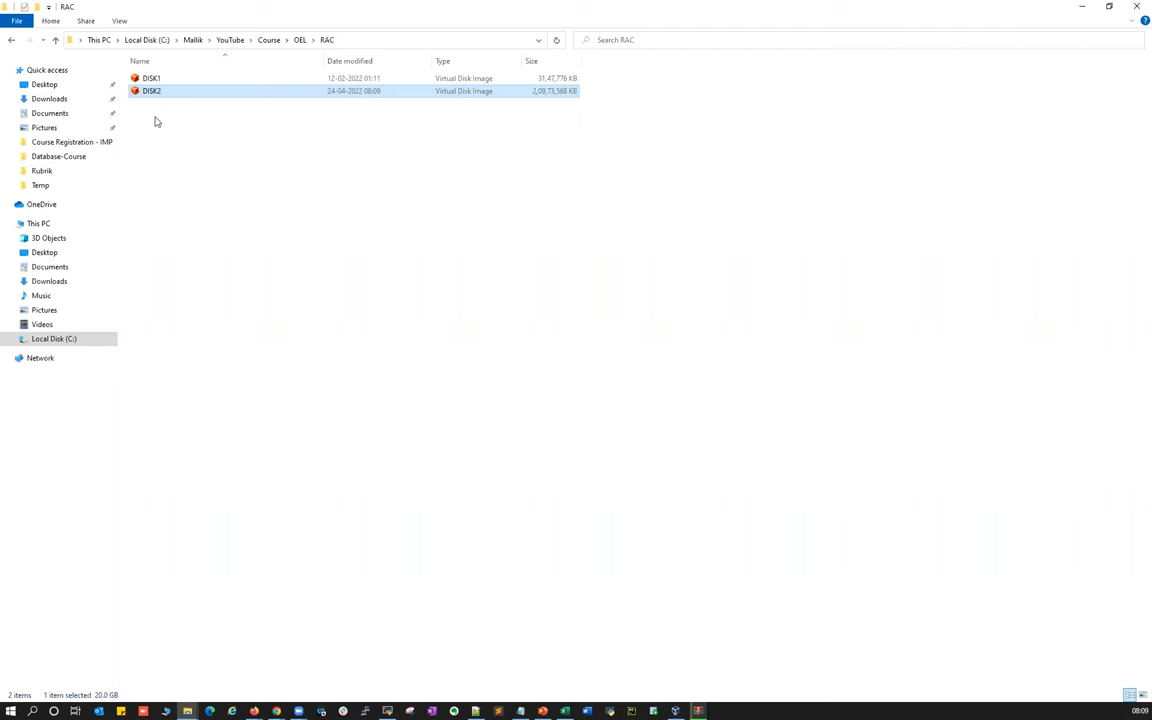 RAC
File Home Share View
This PC Local Disk (C:) Mallik YouTube Course OEL RAC
Search RAC
Name Date modified Type Size
DISK1 12-02-2022 01:11 Virtual Disk Image 31,47,776 KB
DISK2 24-04-2022 08:09 Virtual Disk Image 2,09,73,568 KB
Quick access
Desktop
Downloads
Documents
Pictures
Course Registration - IMP
Database-Course
Rubrik
Temp
OneDrive
This PC
3D Objects
Desktop
Documents
Downloads
Music
Pictures
Videos
Local Disk (C:)
Network
2 items 1 item selected 20.0 GB
08:09